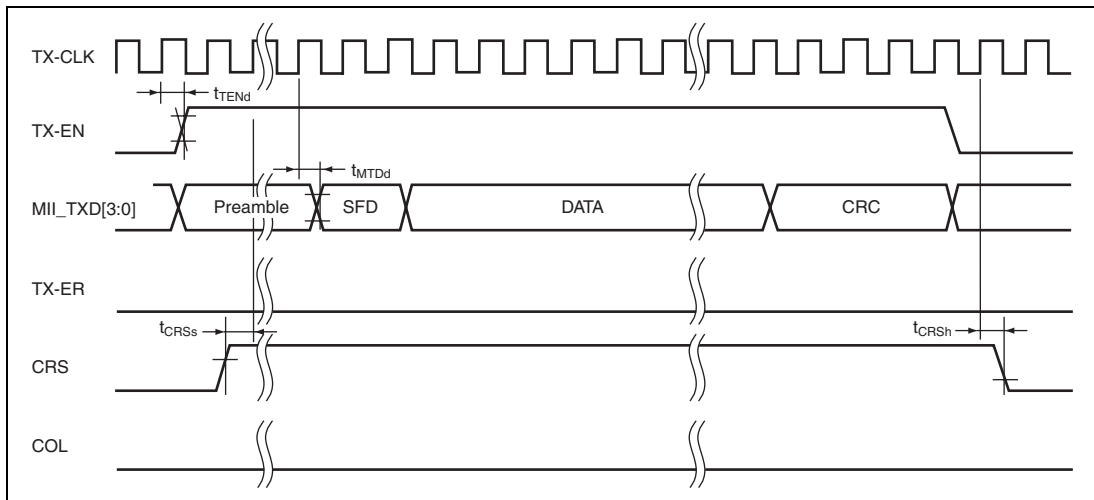 TX-CLK
tTENd
TX-EN
tMTDd
MII_TXD[3:0]
Preamble
SFD
DATA
CRC
TX-ER
tCRSs
tCRSh
CRS
COL